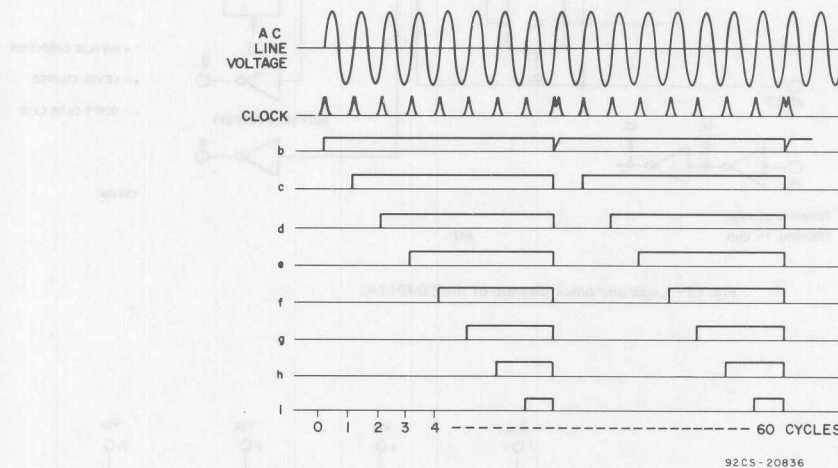 A C
LINE
VOLTAGE
CLOCK
b
c
d
e
f
g
h
i
0 1 2 3 4 60 CYCLES
92CS-20836